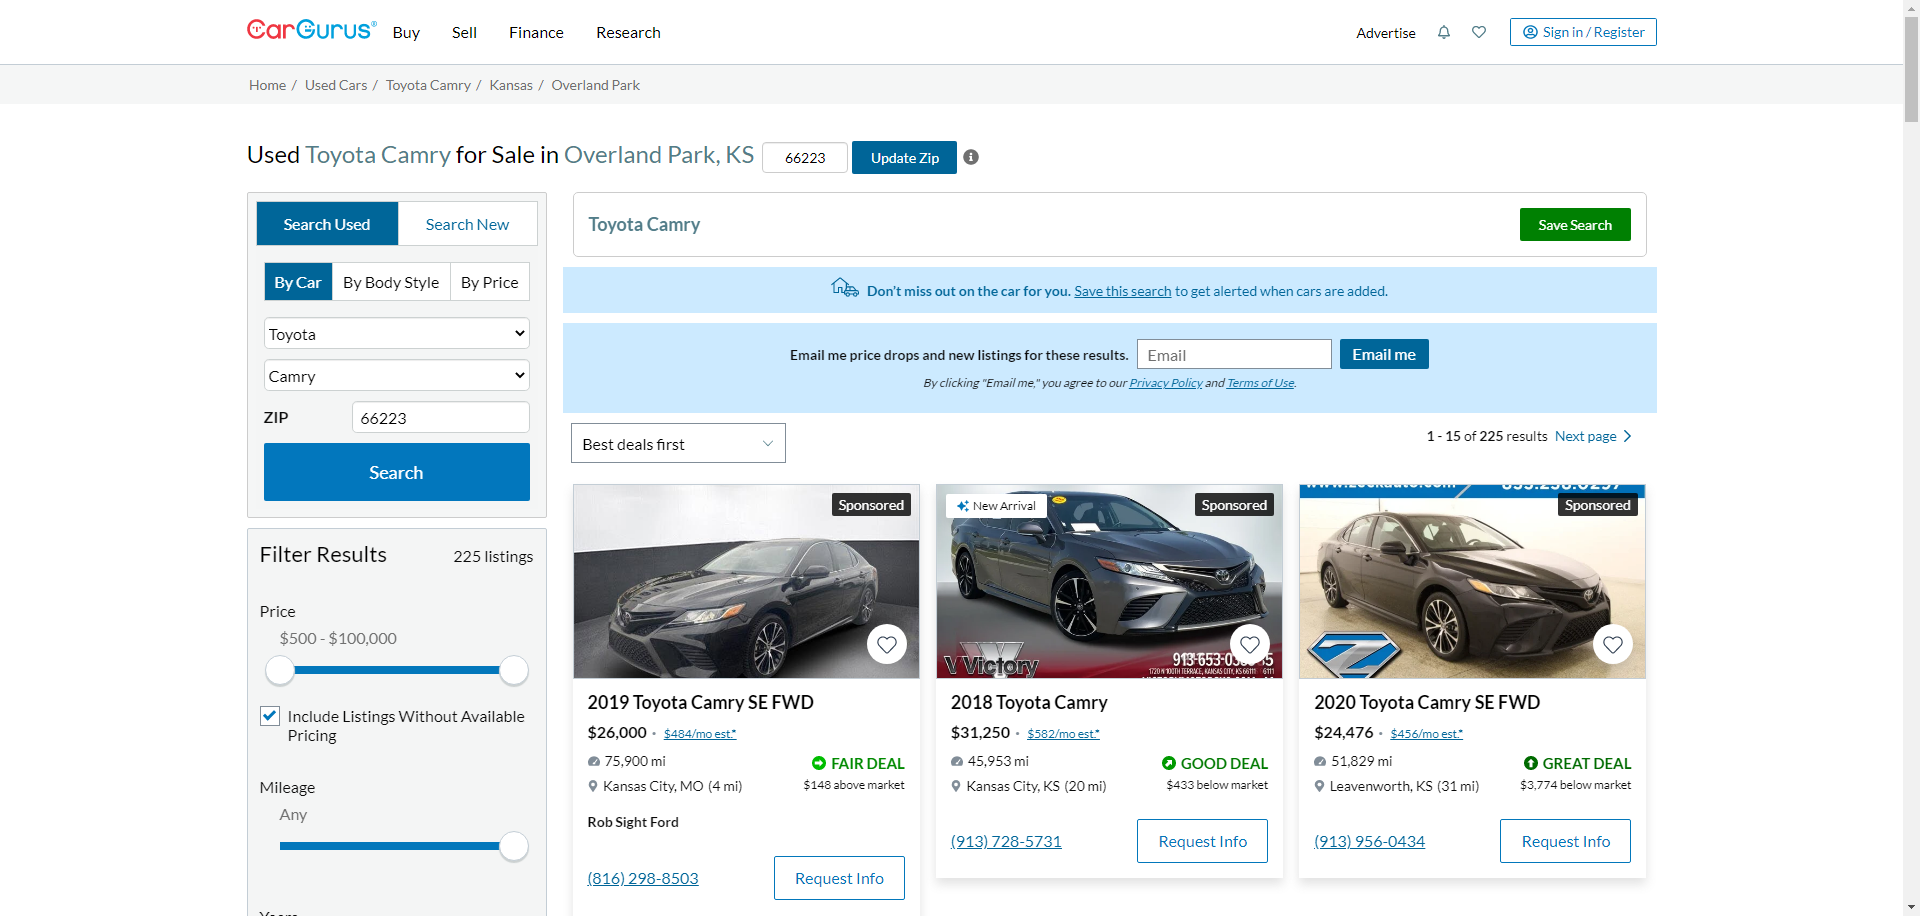 CarGurus®
Buy
Sell
Finance
Research
Advertise
Sign in / Register
Home / Used Cars / Toyota Camry / Kansas / Overland Park
Used Toyota Camry for Sale in Overland Park, KS
66223
Update Zip
Search Used
Search New
By Car
By Body Style
By Price
Toyota
Camry
ZIP
66223
Search
Filter Results
225 listings
Price
$500 - $100,000
Include Listings Without Available
Pricing
Mileage
Any
Toyota Camry
Save Search
Don't miss out on the car for you. Save this search to get alerted when cars are added.
Email me price drops and new listings for these results.
Email
Email me
By clicking "Email me," you agree to our Privacy Policy and Terms of Use.
Best deals first
1 - 15 of 225 results
Next page
Sponsored
2019 Toyota Camry SE FWD
$26,000 · $484/mo est.*
75,900 mi
FAIR DEAL
Kansas City, MO (4 mi)
$148 above market
Rob Sight Ford
(816) 298-8503
Request Info
New Arrival
Sponsored
V Victory
2018 Toyota Camry
$31,250 · $582/mo est.*
45,953 mi
GOOD DEAL
Kansas City, KS (20 mi)
$433 below market
(913) 728-5731
Request Info
Sponsored
2020 Toyota Camry SE FWD
$24,476 · $456/mo est.*
51,829 mi
GREAT DEAL
Leavenworth, KS (31 mi)
$3,774 below market
(913) 956-0434
Request Info